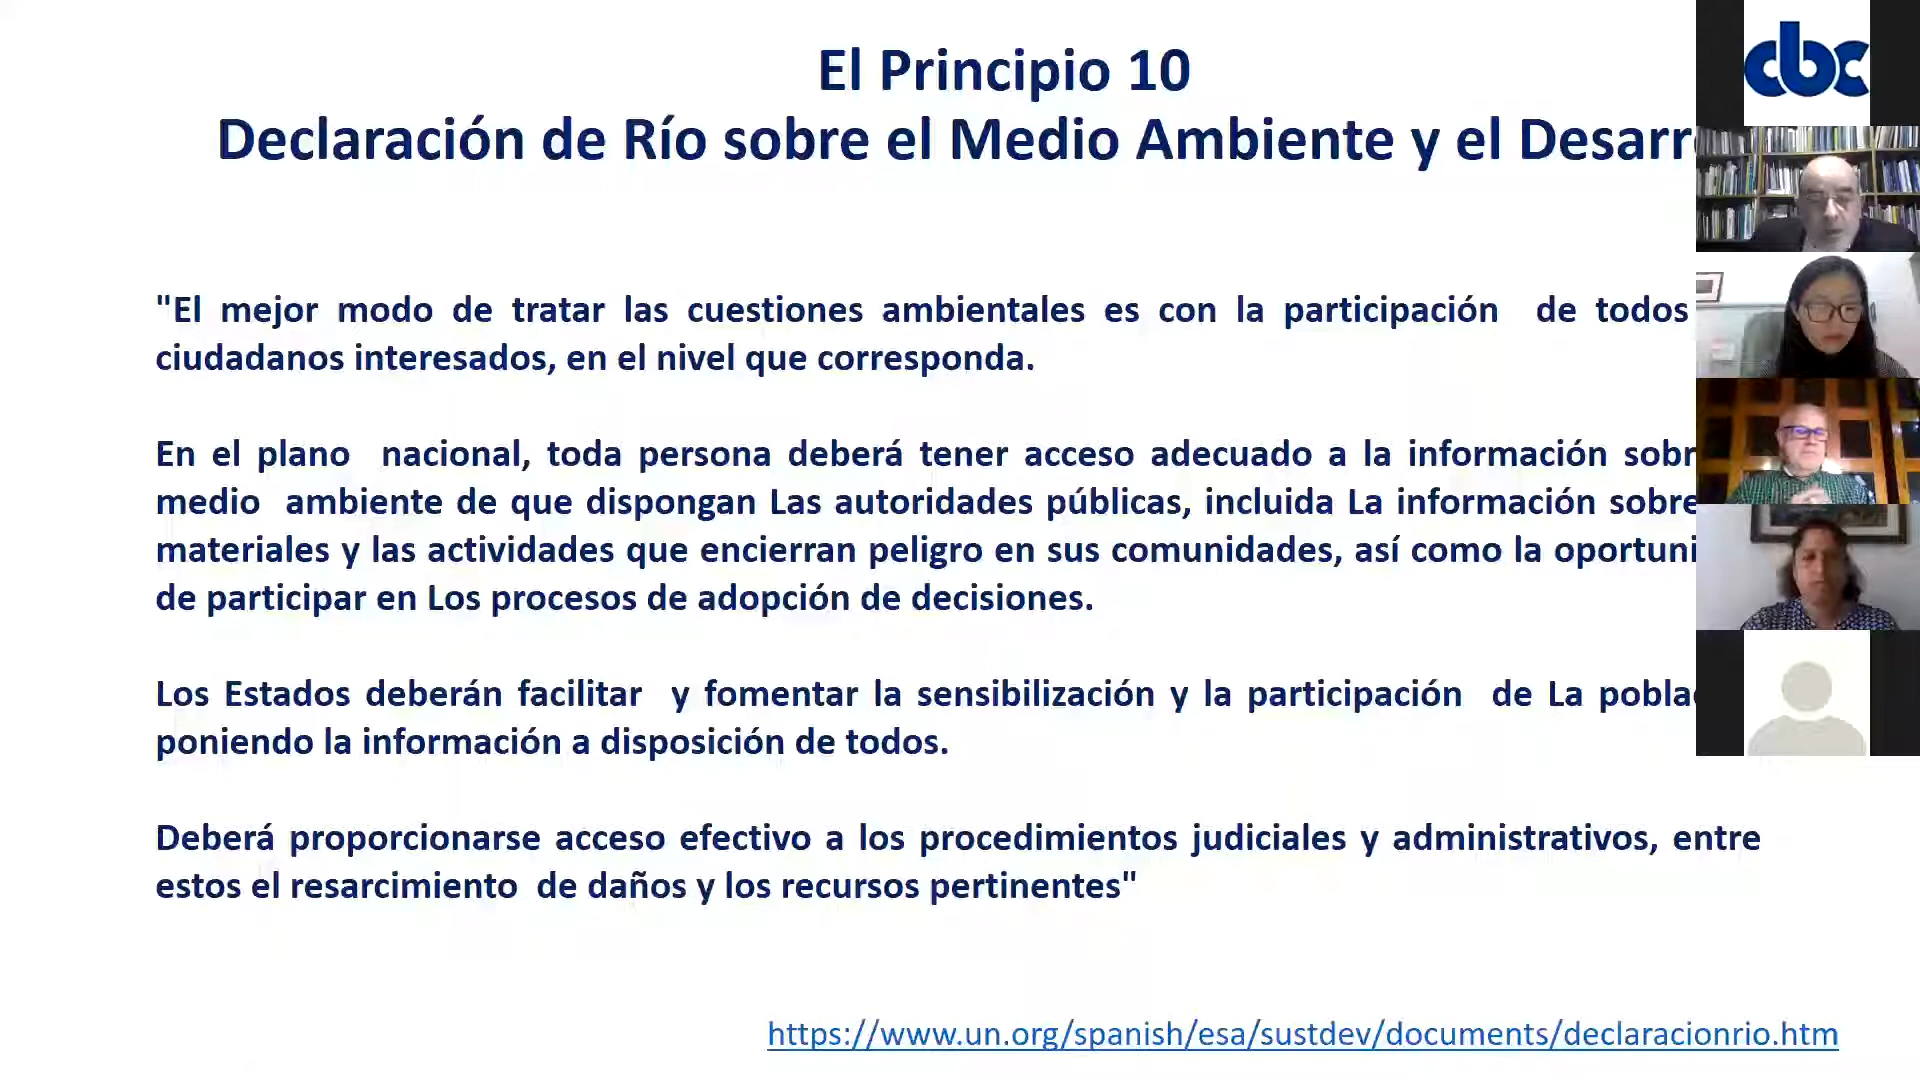 El Principio 10
Declaración de Río sobre el Medio Ambiente y el Desarr
cbc
"El mejor modo de tratar las cuestiones ambientales es con la participación de todos
ciudadanos interesados, en el nivel que corresponda.
En el plano nacional, toda persona deberá tener acceso adecuado a la información sobr
medio ambiente de que dispongan Las autoridades públicas, incluida La información sobre
materiales y las actividades que encierran peligro en sus comunidades, así como la oportuni
de participar en Los procesos de adopción de decisiones.
Los Estados deberán facilitar y fomentar la sensibilización y la participación de La pobla
poniendo la información a disposición de todos.
Deberá proporcionarse acceso efectivo a los procedimientos judiciales y administrativos, entre
estos el resarcimiento de daños y los recursos pertinentes"
https://www.un.org/spanish/esa/sustdev/documents/declaracionrio.htm